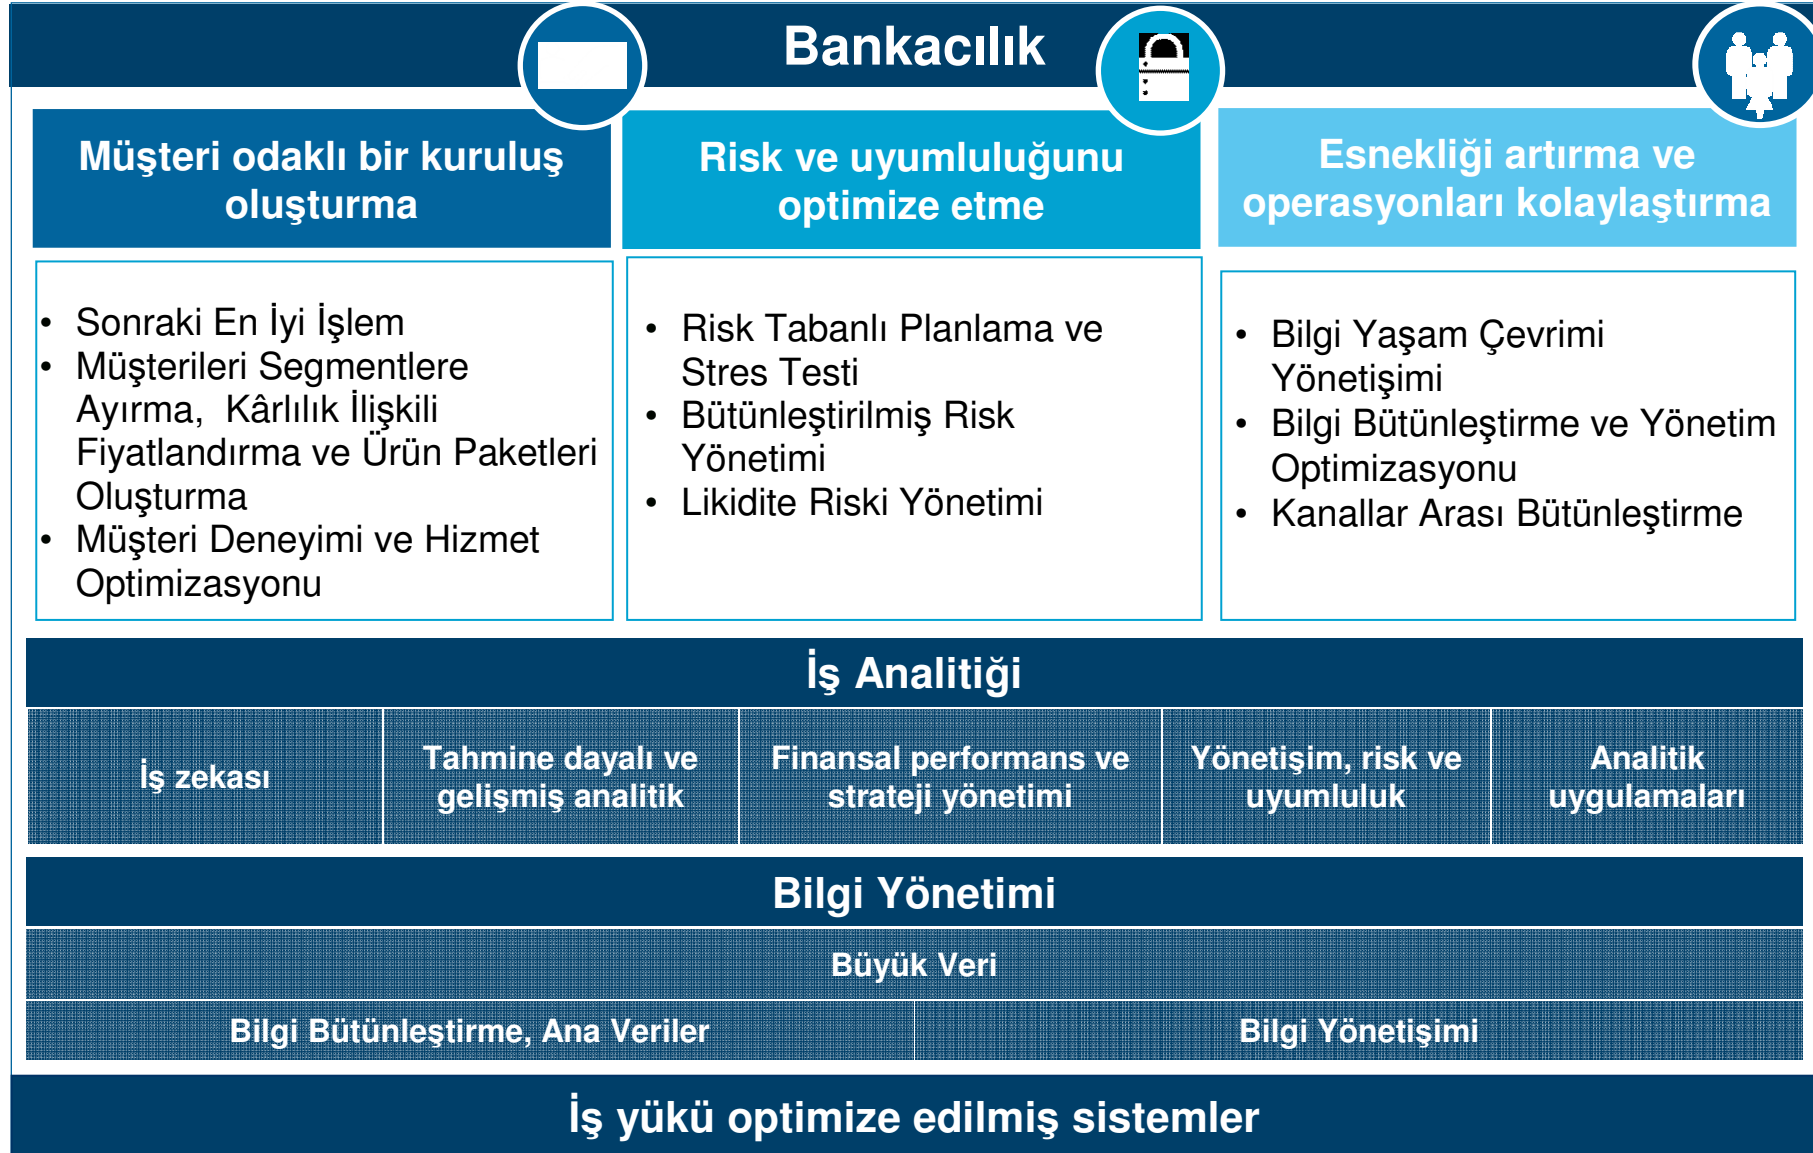 Bankacılık
Müşteri odaklı bir kuruluş
oluşturma
Risk ve uyumluluğunu
optimize etme
Esnekliği artırma ve
operasyonları kolaylaştırma
• Sonraki En İyi İşlem
• Müşterileri Segmentlere
Ayırma,  Kârlılık İlişkili
Fiyatlandırma ve Ürün Paketleri
Oluşturma
• Müşteri Deneyimi ve Hizmet
Optimizasyonu
• Risk Tabanlı Planlama ve
Stres Testi
• Bütünleştirilmiş Risk
Yönetimi
• Likidite Riski Yönetimi
• Bilgi Yaşam Çevrimi
Yönetişimi
• Bilgi Bütünleştirme ve Yönetim
Optimizasyonu
• Kanallar Arası Bütünleştirme
İş Analitiği
İş zekası
Tahmine dayalı ve
gelişmiş analitik
Finansal performans ve
strateji yönetimi
Yönetişim, risk ve
uyumluluk
Analitik
uygulamaları
Bilgi Yönetimi
Büyük Veri
Bilgi Bütünleştirme, Ana Veriler
Bilgi Yönetişimi
İş yükü optimize edilmiş sistemler